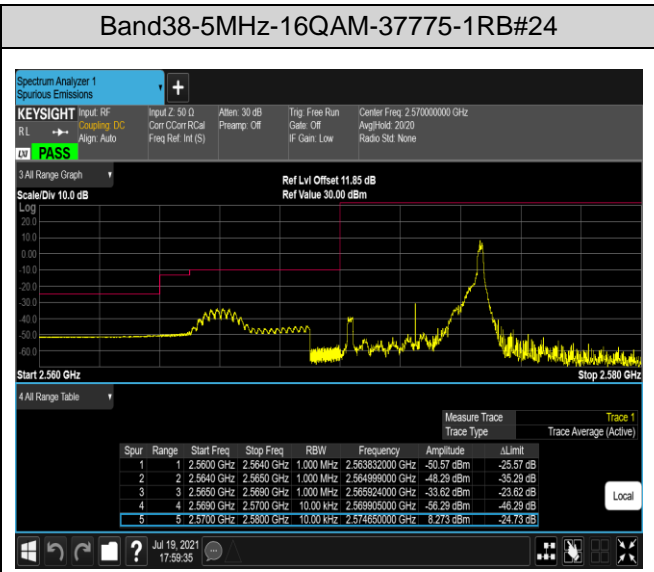 Band38-5MHz-16QAM-37775-1RB#24
Spectrum Analyzer 1
Spurious Emissions
+
KEYSIGHT Input: RF Input Z: 50 Ω Atten: 30 dB Trig: Free Run Center Freq: 2.570000000 GHz
RL Coupling: DC Corr CCorr RCal Preamp: Off Gate: Off Avg|Hold: 20/20
Align: Auto Freq Ref: Int (S) IF Gain: Low Radio Std: None
LXI PASS
3 All Range Graph
Ref Lvl Offset 11.85 dB
Scale/Div 10.0 dB Ref Value 30.00 dBm
Log
20.0
10.0
0.00
-10.0
-20.0
-30.0
-40.0
-50.0
-60.0
Start 2.560 GHz Stop 2.580 GHz
4 All Range Table
Measure Trace Trace 1
Trace Type Trace Average (Active)
Spur Range Start Freq Stop Freq RBW Frequency Amplitude ΔLimit
1 1 2.5600 GHz 2.5640 GHz 1.000 MHz 2.563832000 GHz -50.57 dBm -25.57 dB
2 2 2.5640 GHz 2.5650 GHz 1.000 MHz 2.564999000 GHz -48.29 dBm -35.29 dB
3 3 2.5650 GHz 2.5690 GHz 1.000 MHz 2.565924000 GHz -33.62 dBm -23.62 dB
4 4 2.5690 GHz 2.5700 GHz 10.00 kHz 2.569905000 GHz -56.29 dBm -46.29 dB
5 5 2.5700 GHz 2.5800 GHz 10.00 kHz 2.574650000 GHz 8.273 dBm -24.73 dB
Local
? Jul 19, 2021
17:59:35